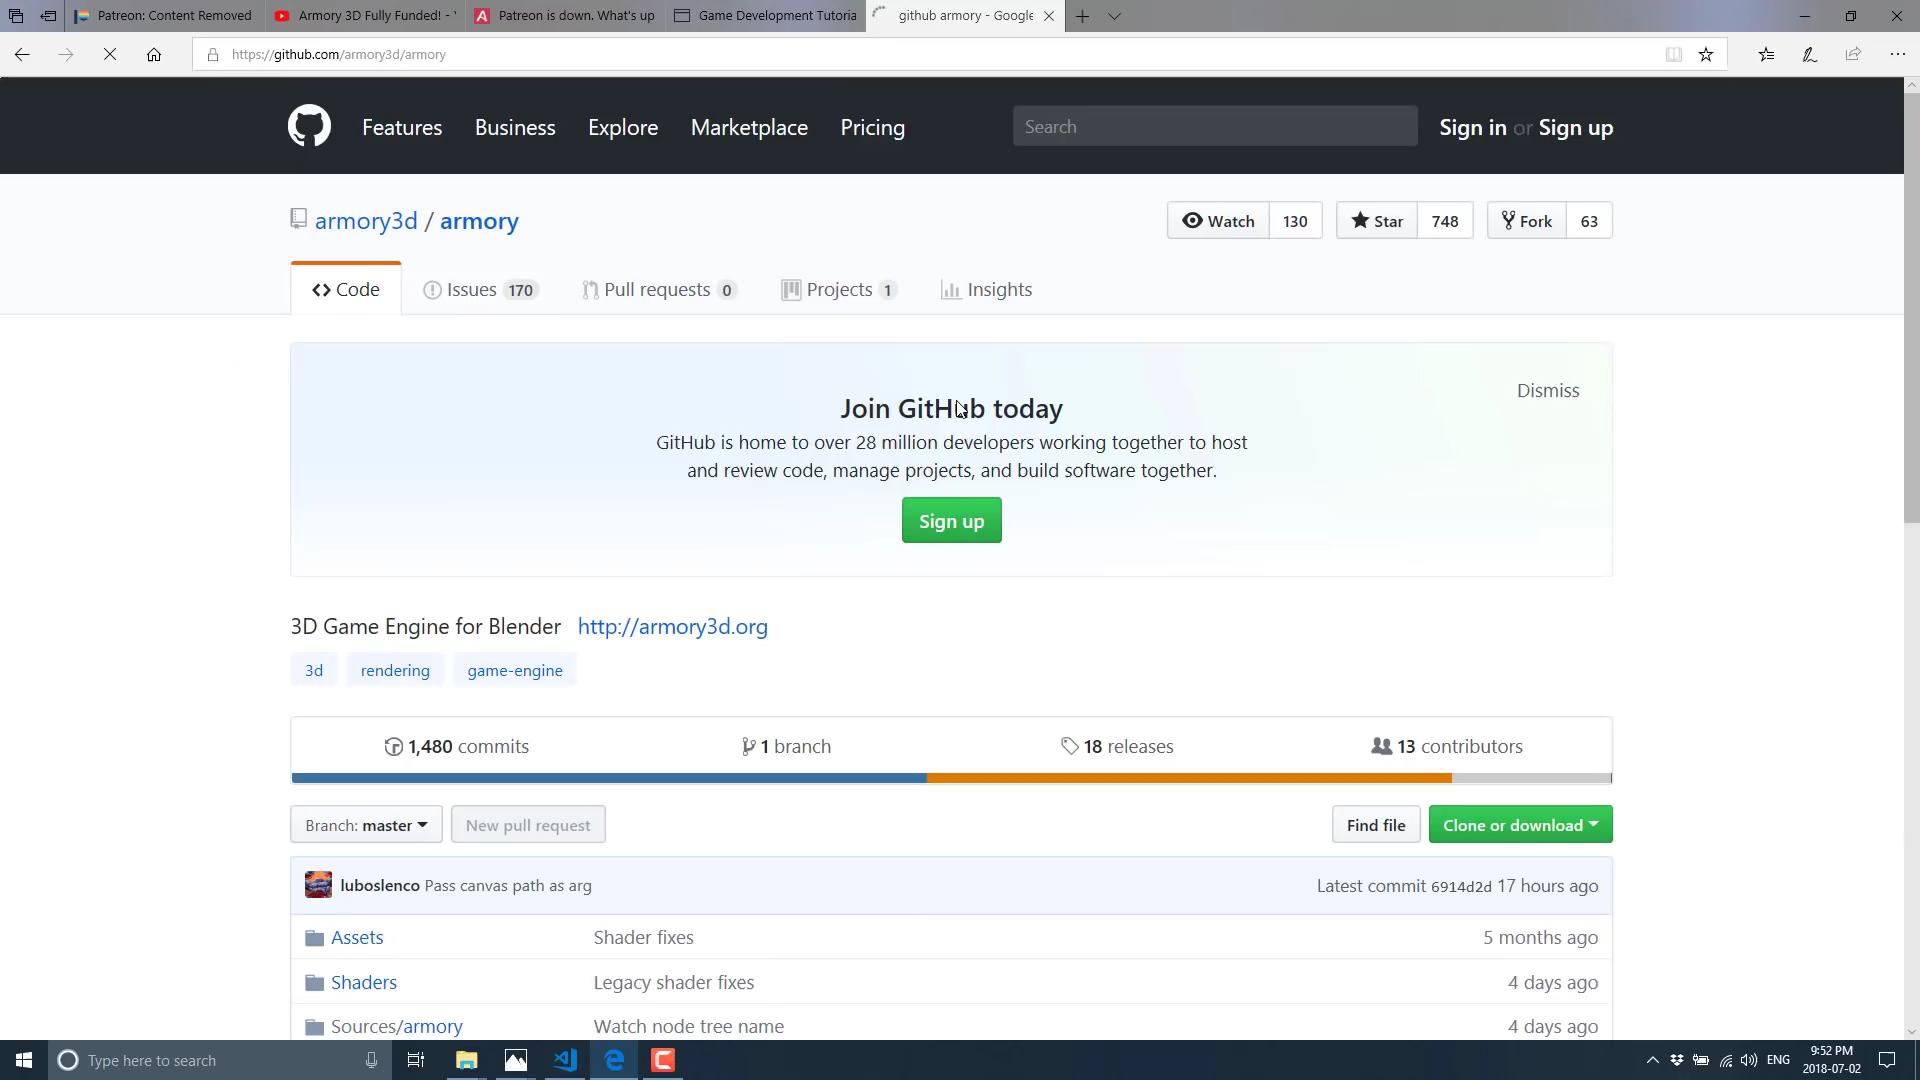 Patreon: Content Removed
Armory 3D Fully Funded! -
Patreon is down. What's up
Game Development Tutoria
github armory - Google
https://github.com/armory3d/armory
Features
Business
Explore
Marketplace
Pricing
Search
Sign in or Sign up
armory3d / armory
Watch 130
Star 748
Fork 63
Code
Issues 170
Pull requests 0
Projects 1
Insights
Dismiss
Join GitHub today
GitHub is home to over 28 million developers working together to host
and review code, manage projects, and build software together.
Sign up
3D Game Engine for Blender http://armory3d.org
3d
rendering
game-engine
1,480 commits
1 branch
18 releases
13 contributors
Branch: master
New pull request
Find file
Clone or download
luboslenco Pass canvas path as arg
Latest commit 6914d2d 17 hours ago
Assets
Shader fixes
5 months ago
Shaders
Legacy shader fixes
4 days ago
Sources/armory
Watch node tree name
4 days ago
Type here to search
ENG
9:52 PM
2018-07-02